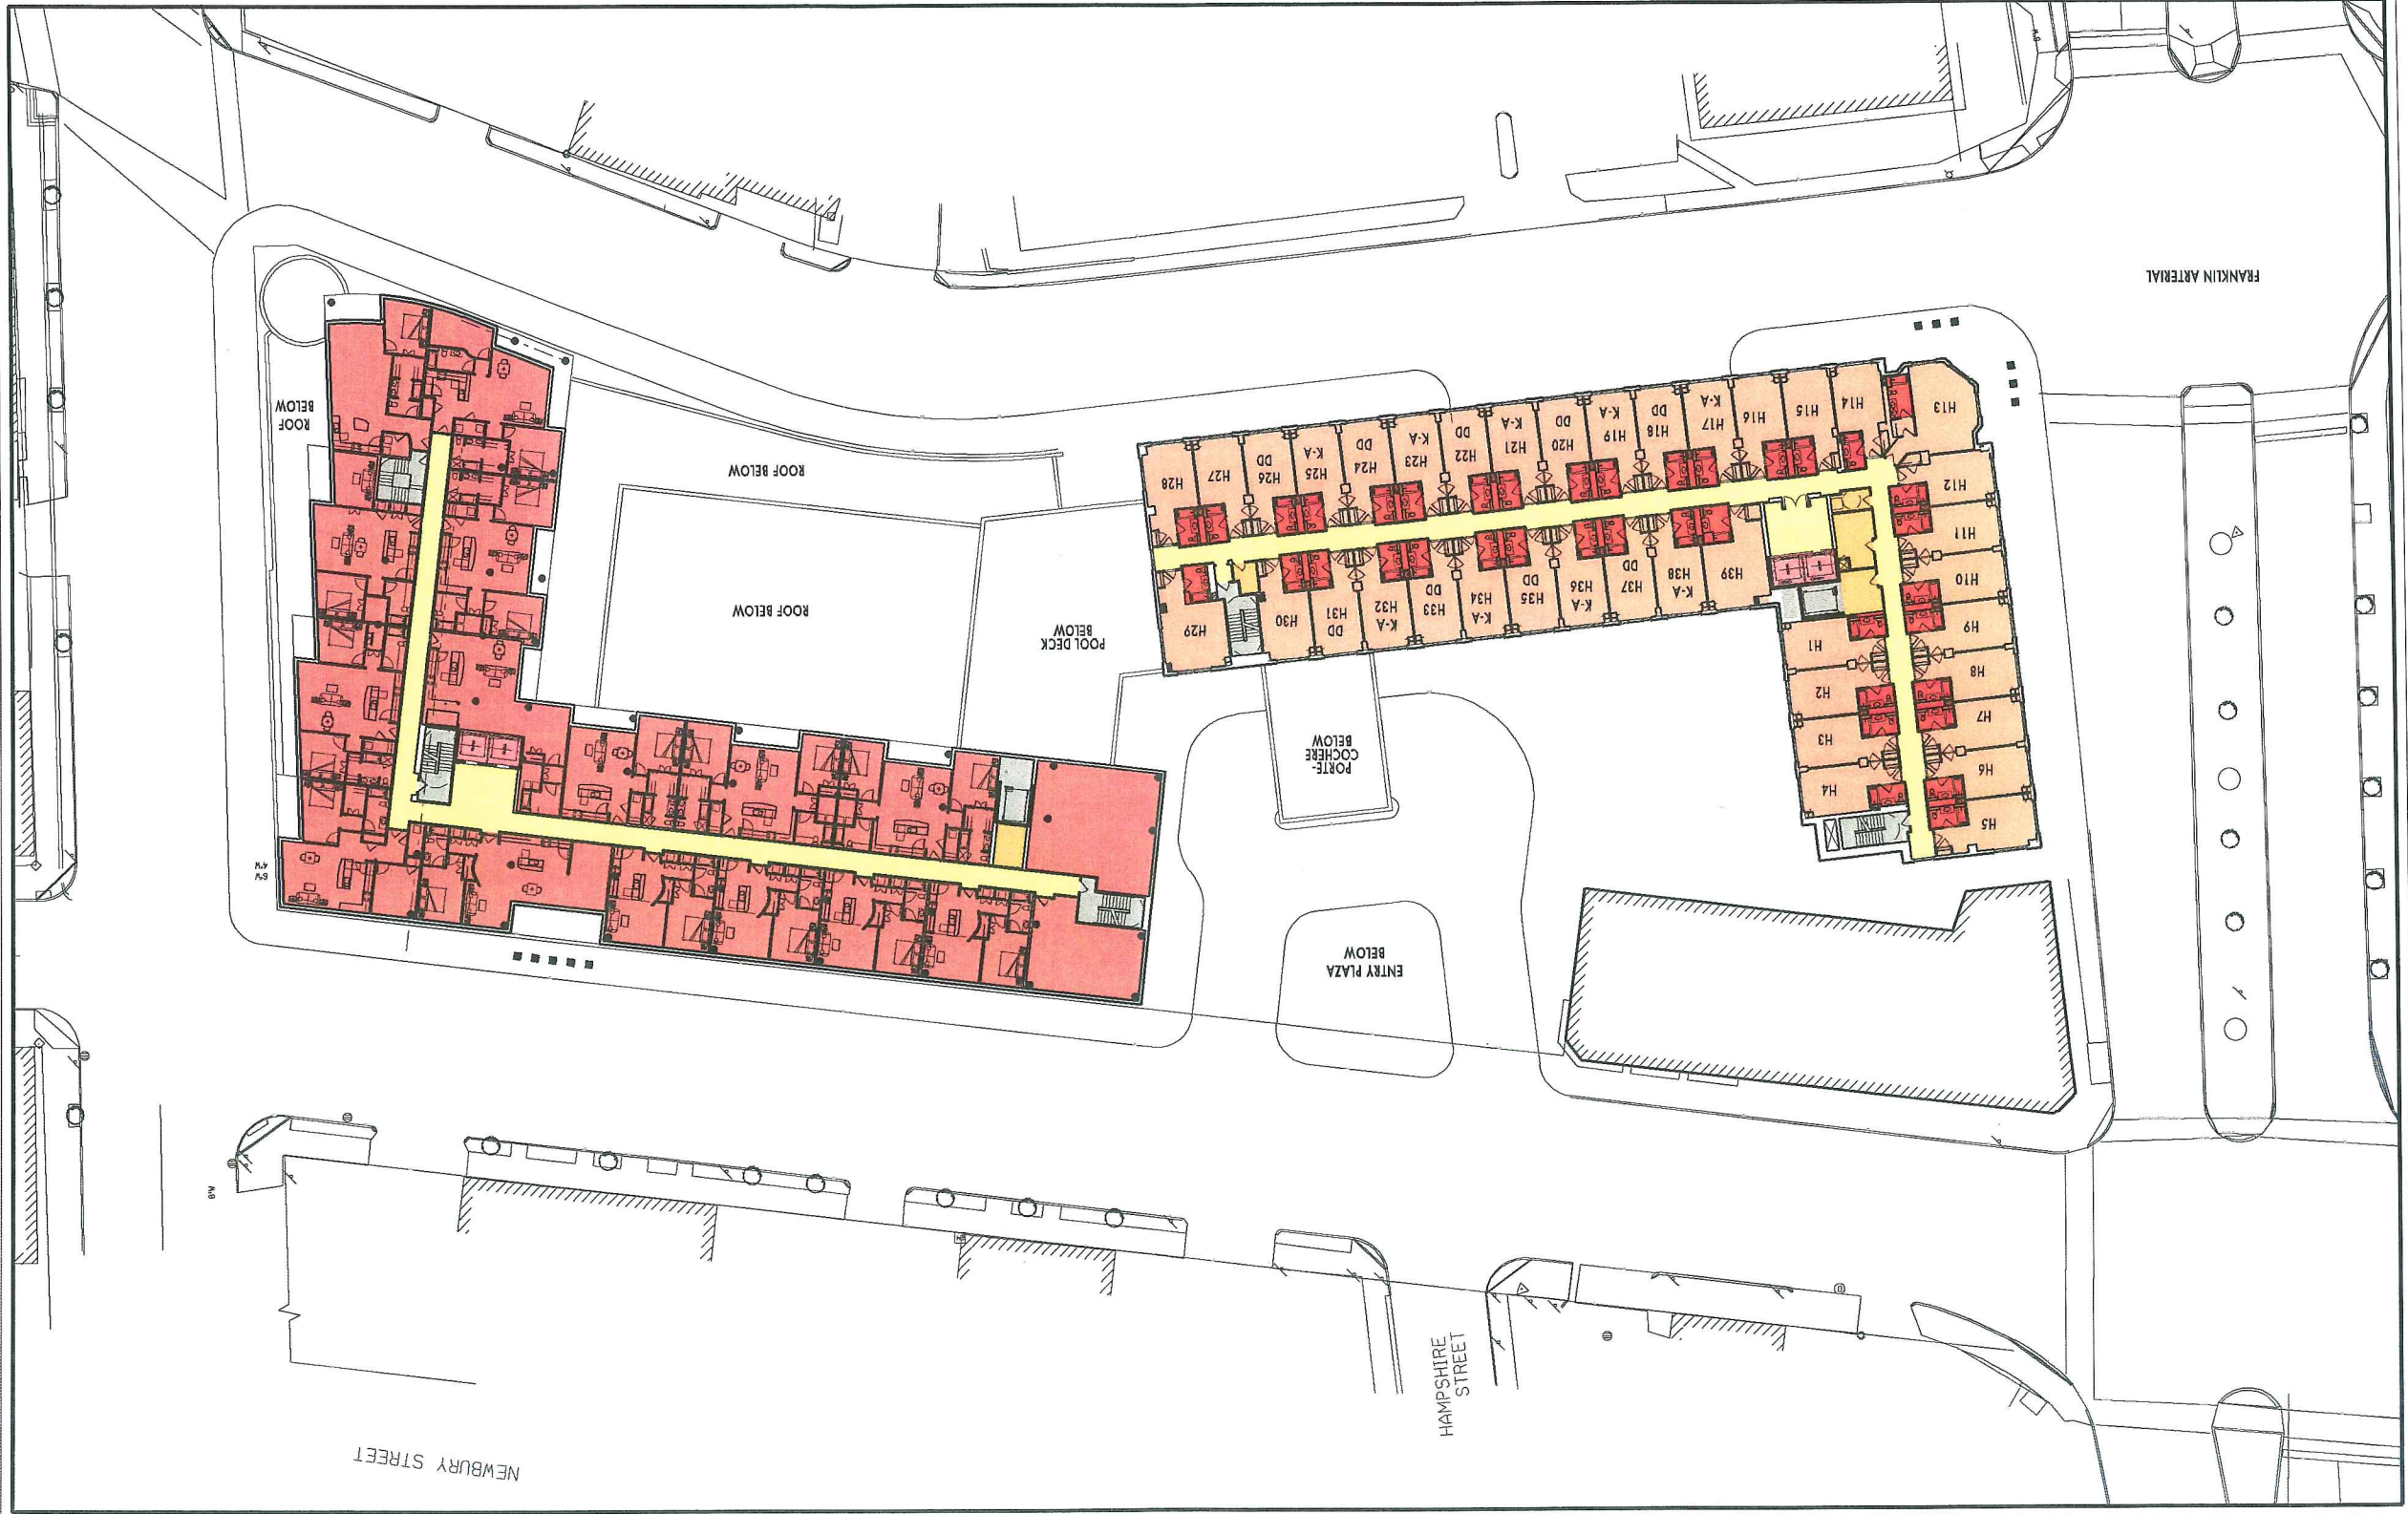 FRANKLIN ARTERIAL
ROOF
BELOW
ROOF BELOW
ROOF BELOW
POOL DECK
BELOW
PORTE-
COCHERE
BELOW
ENTRY PLAZA
BELOW
H1
H2
H3
H4
H5
H6
H7
H8
H9
H10
H11
H12
H13
H14
H15
H16
H17
K-A
H18
DD
H19
K-A
H20
DD
H21
K-A
H22
DD
H23
K-A
H24
DD
H25
K-A
H26
DD
H27
H28
H29
H30
H31
DD
H32
K-A
H33
DD
H34
K-A
H35
DD
H36
K-A
H37
DD
H38
K-A
H39
6"W
4"W
8"W
HAMPSHIRE
STREET
NEWBURY STREET